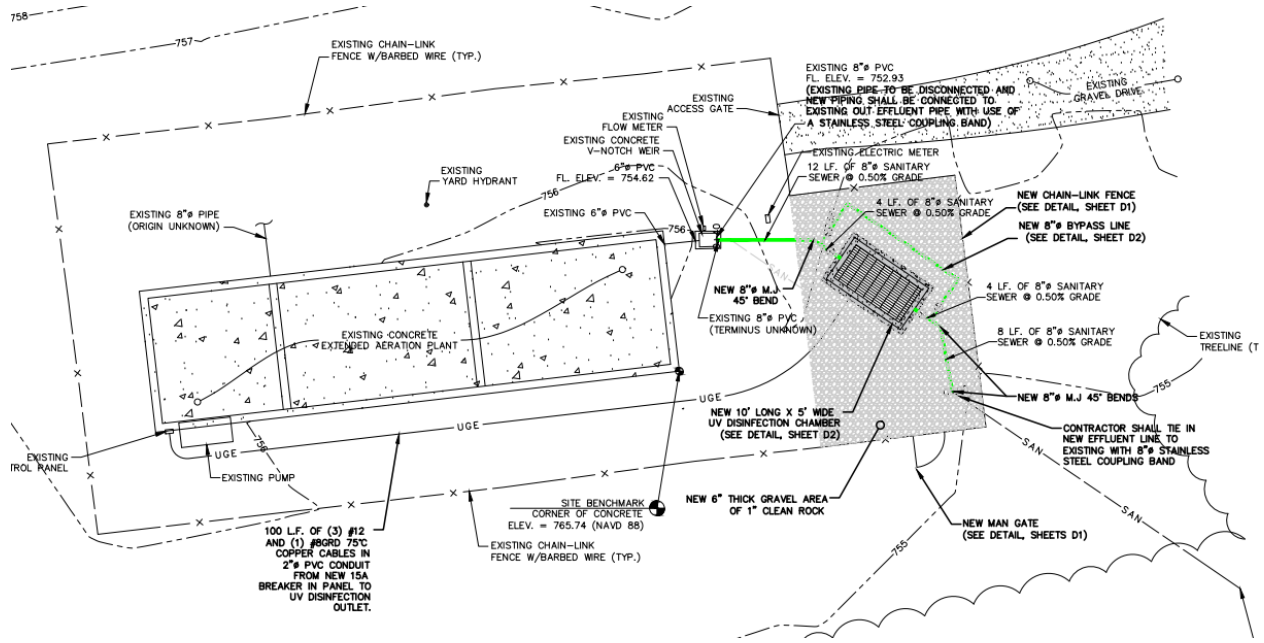 758
757
EXISTING CHAIN-LINK
FENCE W/BARBED WIRE (TYP.)
EXISTING 8"ø PVC
FL. ELEV. = 752.93
(EXISTING PIPE TO BE DISCONNECTED AND
NEW PIPING SHALL BE CONNECTED TO
EXISTING OUT EFFLUENT PIPE WITH USE OF
A STAINLESS STEEL COUPLING BAND)
EXISTING
GRAVEL DRIVE
EXISTING
ACCESS GATE
EXISTING
FLOW METER
EXISTING CONCRETE
V-NOTCH WEIR
6"ø PVC
FL. ELEV. = 754.62
EXISTING ELECTRIC METER
12 LF. OF 8"ø SANITARY
SEWER @ 0.50% GRADE
EXISTING
YARD HYDRANT
756
EXISTING 8"ø PIPE
(ORIGIN UNKNOWN)
EXISTING 6"ø PVC
756
4 LF. OF 8"ø SANITARY
SEWER @ 0.50% GRADE
NEW CHAIN-LINK FENCE
(SEE DETAIL, SHEET D1)
NEW 8"ø BYPASS LINE
(SEE DETAIL, SHEET D2)
SAN
NEW 8"ø M.J
45° BEND
4 LF. OF 8"ø SANITARY
SEWER @ 0.50% GRADE
EXISTING 8"ø PVC
(TERMINUS UNKNOWN)
EXISTING CONCRETE
EXTENDED AERATION PLANT
8 LF. OF 8"ø SANITARY
SEWER @ 0.50% GRADE
EXISTING
TREELINE (T
755
UGE
NEW 8"ø M.J 45° BENDS
NEW 10' LONG X 5' WIDE
UV DISINFECTION CHAMBER
(SEE DETAIL, SHEET D2)
UGE
CONTRACTOR SHALL TIE IN
NEW EFFLUENT LINE TO
EXISTING WITH 8"ø STAINLESS
STEEL COUPLING BAND
756
UGE
EXISTING
TROL PANEL
EXISTING PUMP
SAN
NEW 6" THICK GRAVEL AREA
OF 1" CLEAN ROCK
SITE BENCHMARK
CORNER OF CONCRETE
ELEV. = 765.74 (NAVD 88)
SAN
100 L.F. OF (3) #12
AND (1) #8GRD 75°C
COPPER CABLES IN
2"ø PVC CONDUIT
FROM NEW 15A
BREAKER IN PANEL TO
UV DISINFECTION
OUTLET.
NEW MAN GATE
(SEE DETAIL, SHEETS D1)
EXISTING CHAIN-LINK
FENCE W/BARBED WIRE (TYP.)
755